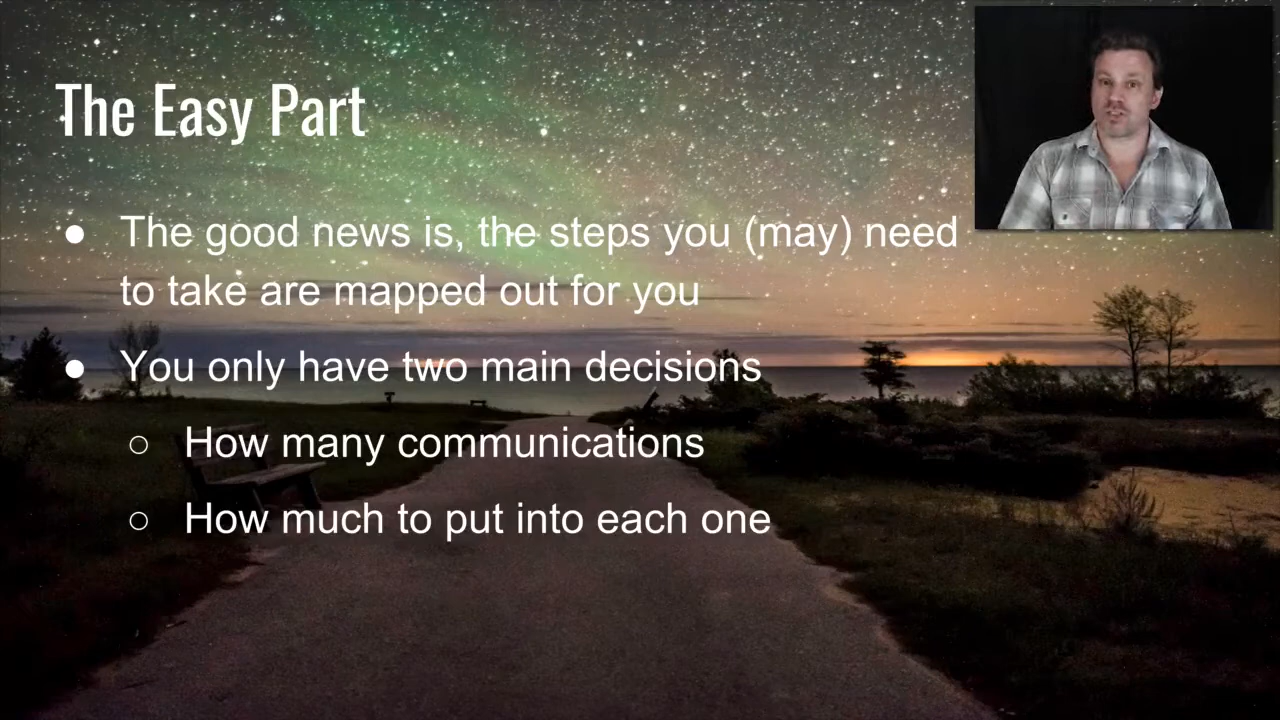 The Easy Part
● The good news is, the steps you (may) need
to take are mapped out for you
● You only have two main decisions
○ How many communications
○ How much to put into each one